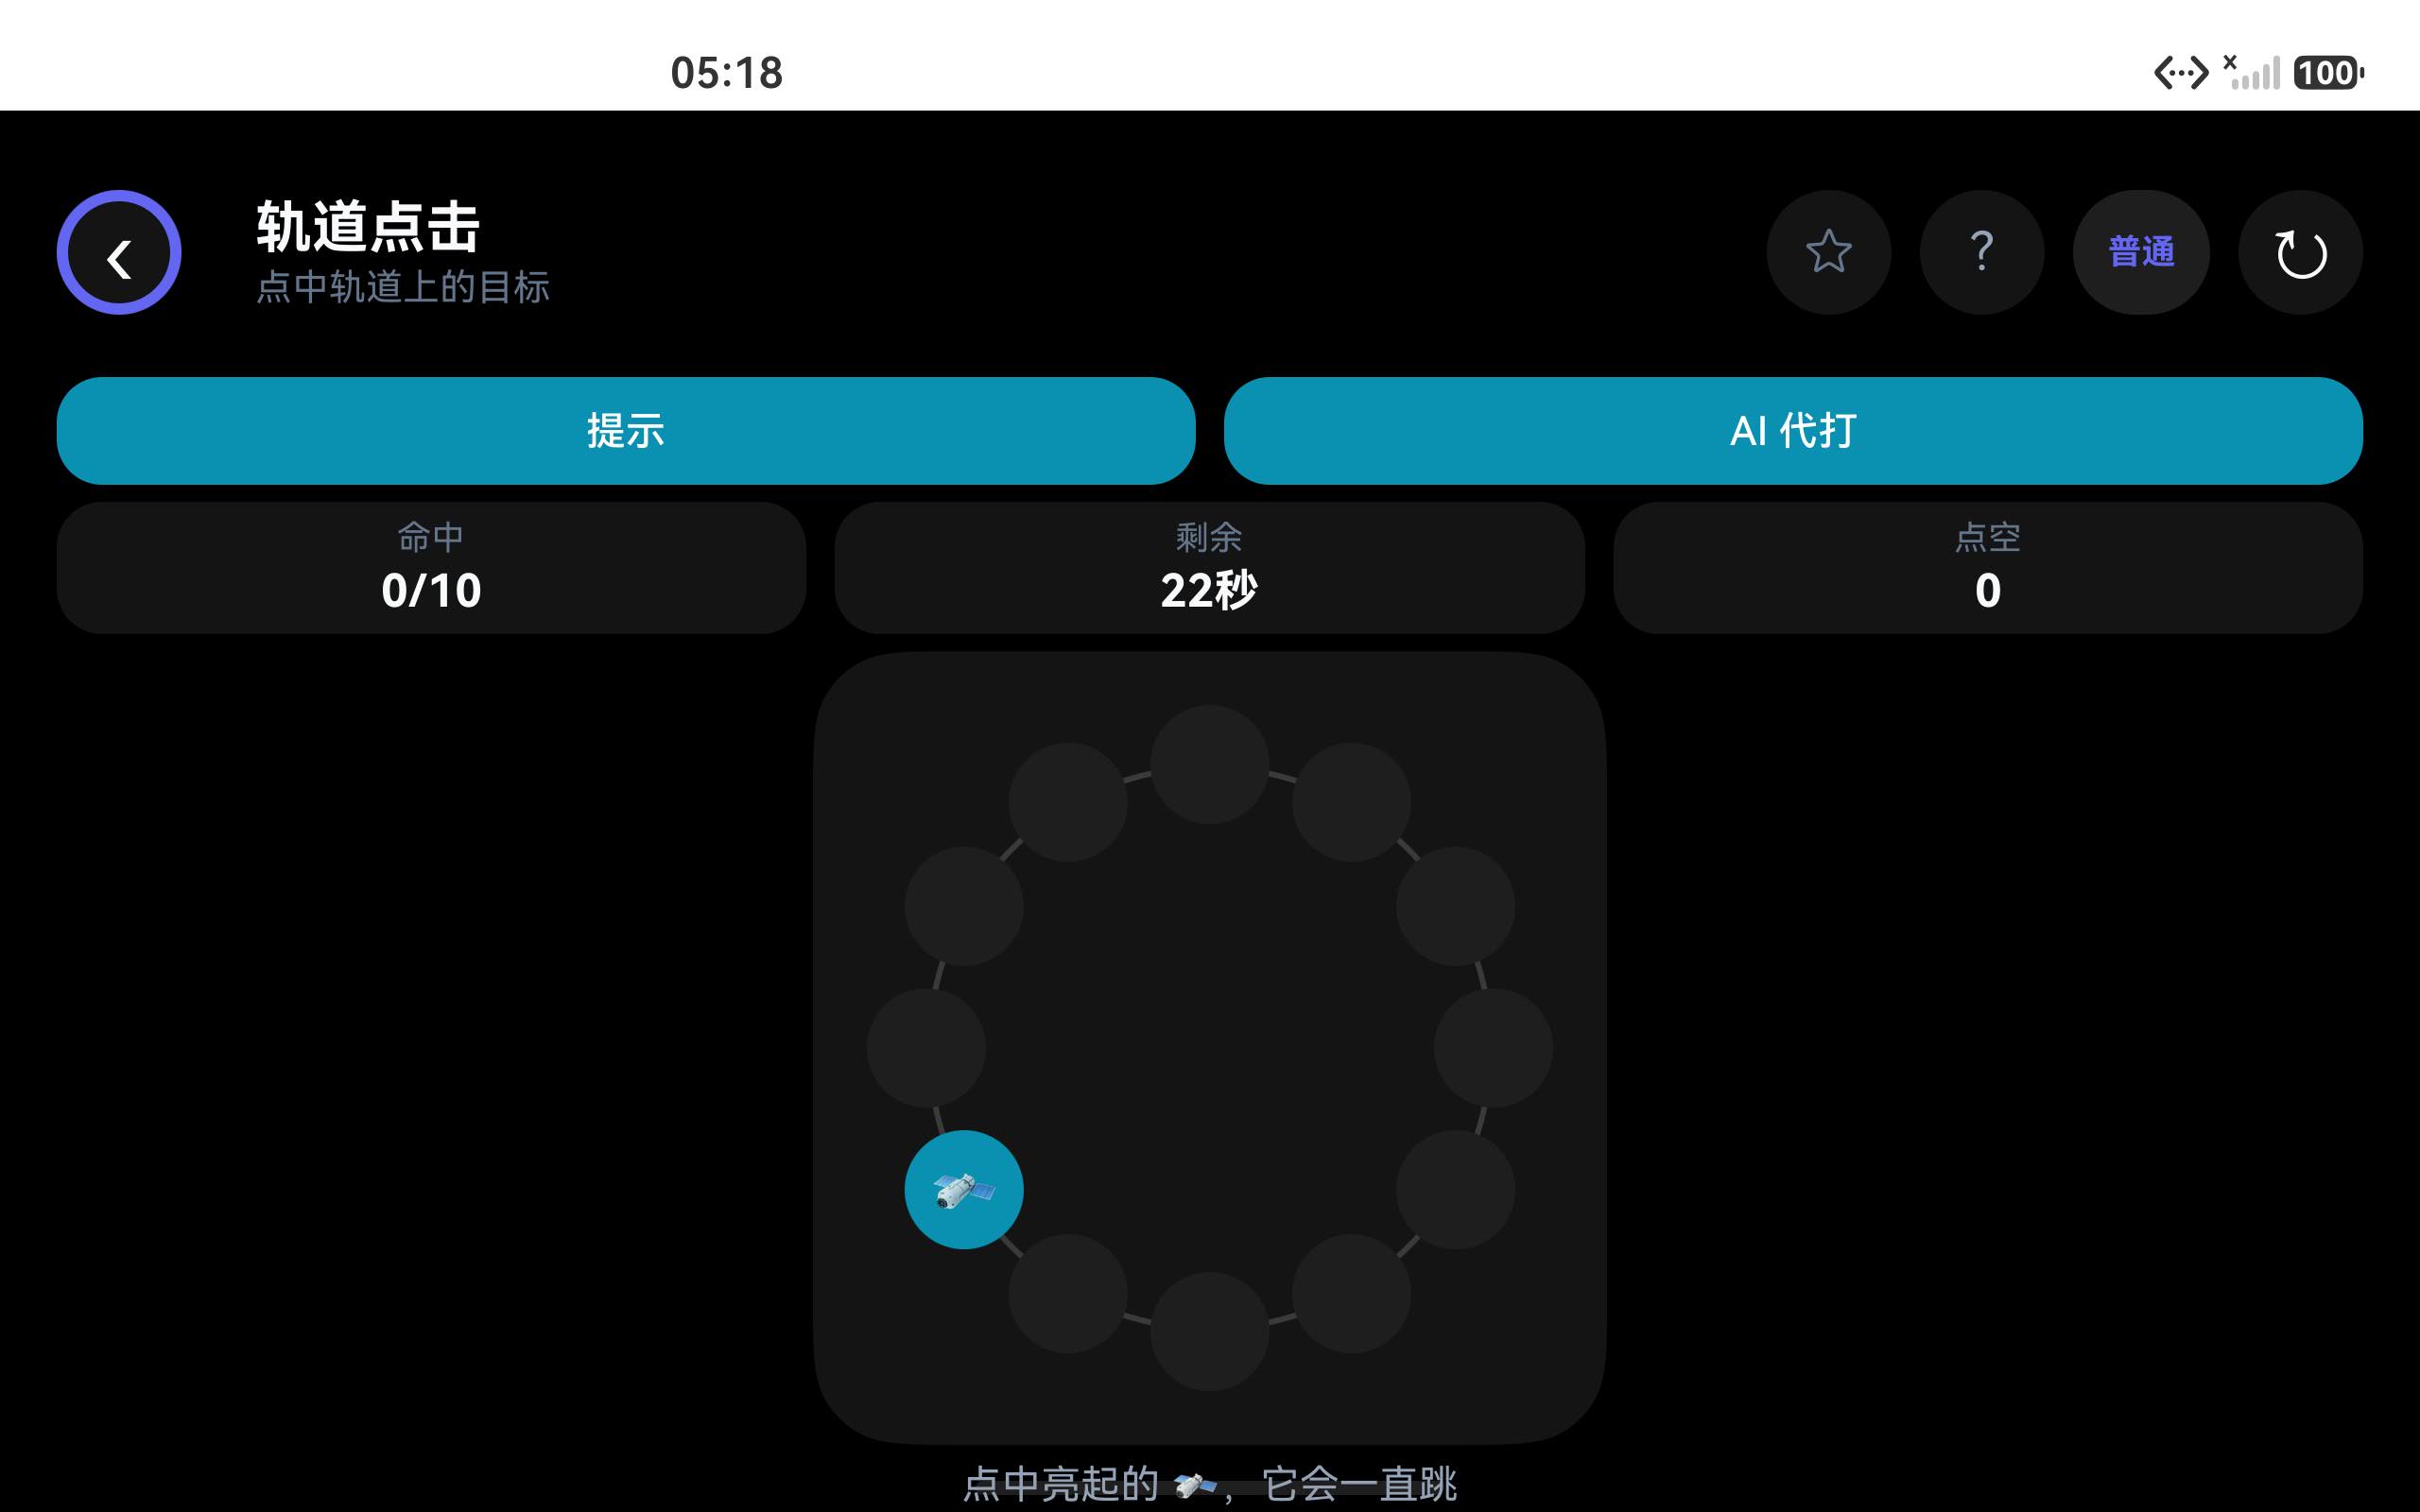 05:18
100
轨道点击
点中轨道上的目标
?
普通
提示
AI 代打
命中
0/10
剩余
22秒
点空
0
点中亮起的 🛰️，它会一直跳